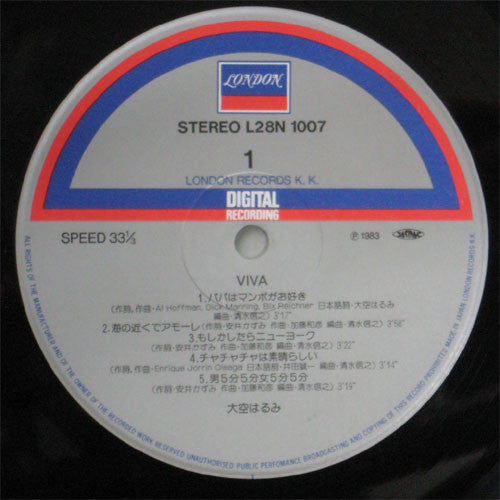 LONDON
STEREO L28N 1007
1
LONDON RECORDS K. K.
DIGITAL
RECORDING
SPEED 33⅓
Ⓟ 1983
VIVA
1.パパはマンボがお好き
(作詞, 作曲・Al Hoffman, Dick Manning, Bix Reichner 日本語詞・大空はるみ
編曲・清水信之) 3'17"
2.港の近くでアモーレ (作詞・安井かずみ 作曲・加藤和彦 編曲・清水信之) 3'58"
3.もしかしたらニューヨーク
(作詞・安井かずみ 作曲・加藤和彦 編曲・清水信之) 3'22"
4.チャチャチャは素晴らしい
(作詞, 作曲・Enrique Jorrin Oleaga 日本語詞・井田誠一 編曲・清水信之) 3'14"
5.男5分5分女5分5分
(作詞・安井かずみ 作曲・加藤和彦 編曲・清水信之) 3'19"
大空はるみ
ALL RIGHTS OF THE MANUFACTURER AND OF THE OWNER OF THE RECORDED WORK RESERVED UNAUTHORISED PUBLIC PERFOMANCE BROADCASTING AND COPYING OF THIS RECORD PROHIBITED MADE IN JAPAN LONDON RECORDS K.K.